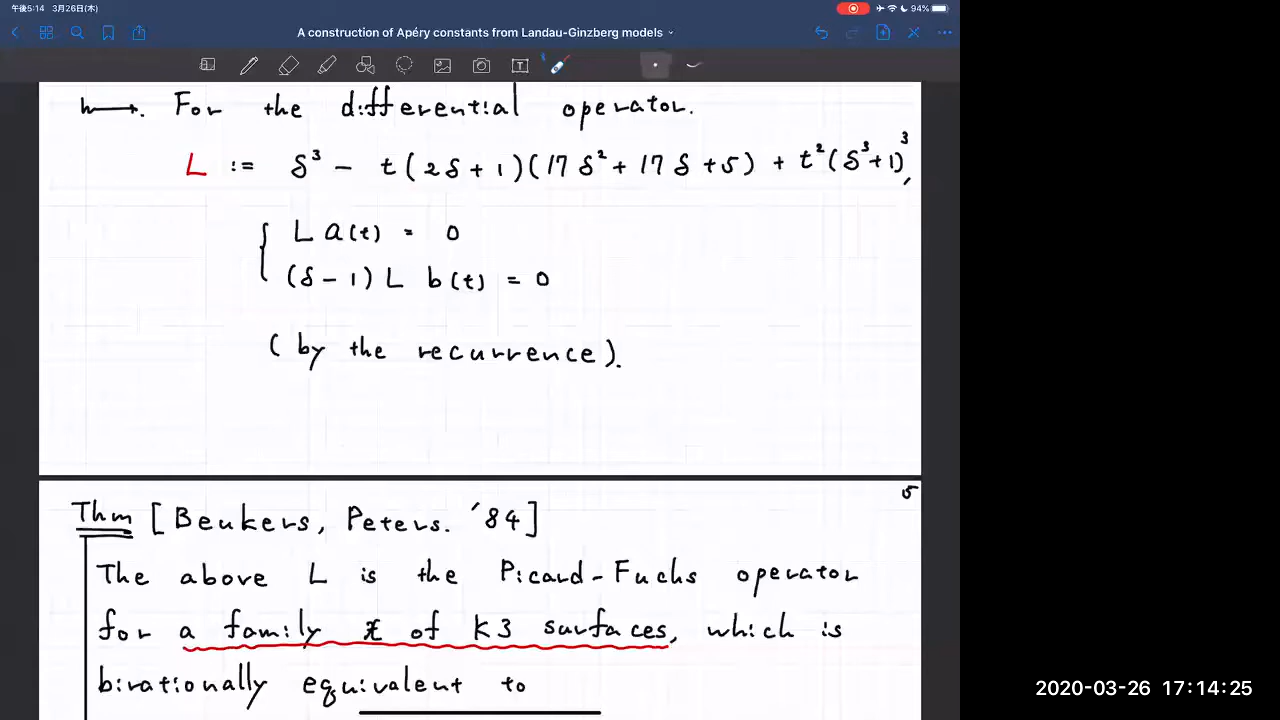 午後5:14 3月26日(木)
94%
A construction of Apéry constants from Landau-Ginzberg models
T
↦. For the differential operator.
L := δ³ − t(2δ+1)(17δ²+17δ+5) + t²(δ³+1)³,
L a(t) = 0
(δ−1) L b(t) = 0
(by the recurrence).
5
Thm [Beukers, Peters. '84]
The above L is the Picard-Fuchs operator
for a family 𝔛 of K3 surfaces, which is
birationally equivalent to
2020-03-26 17:14:25